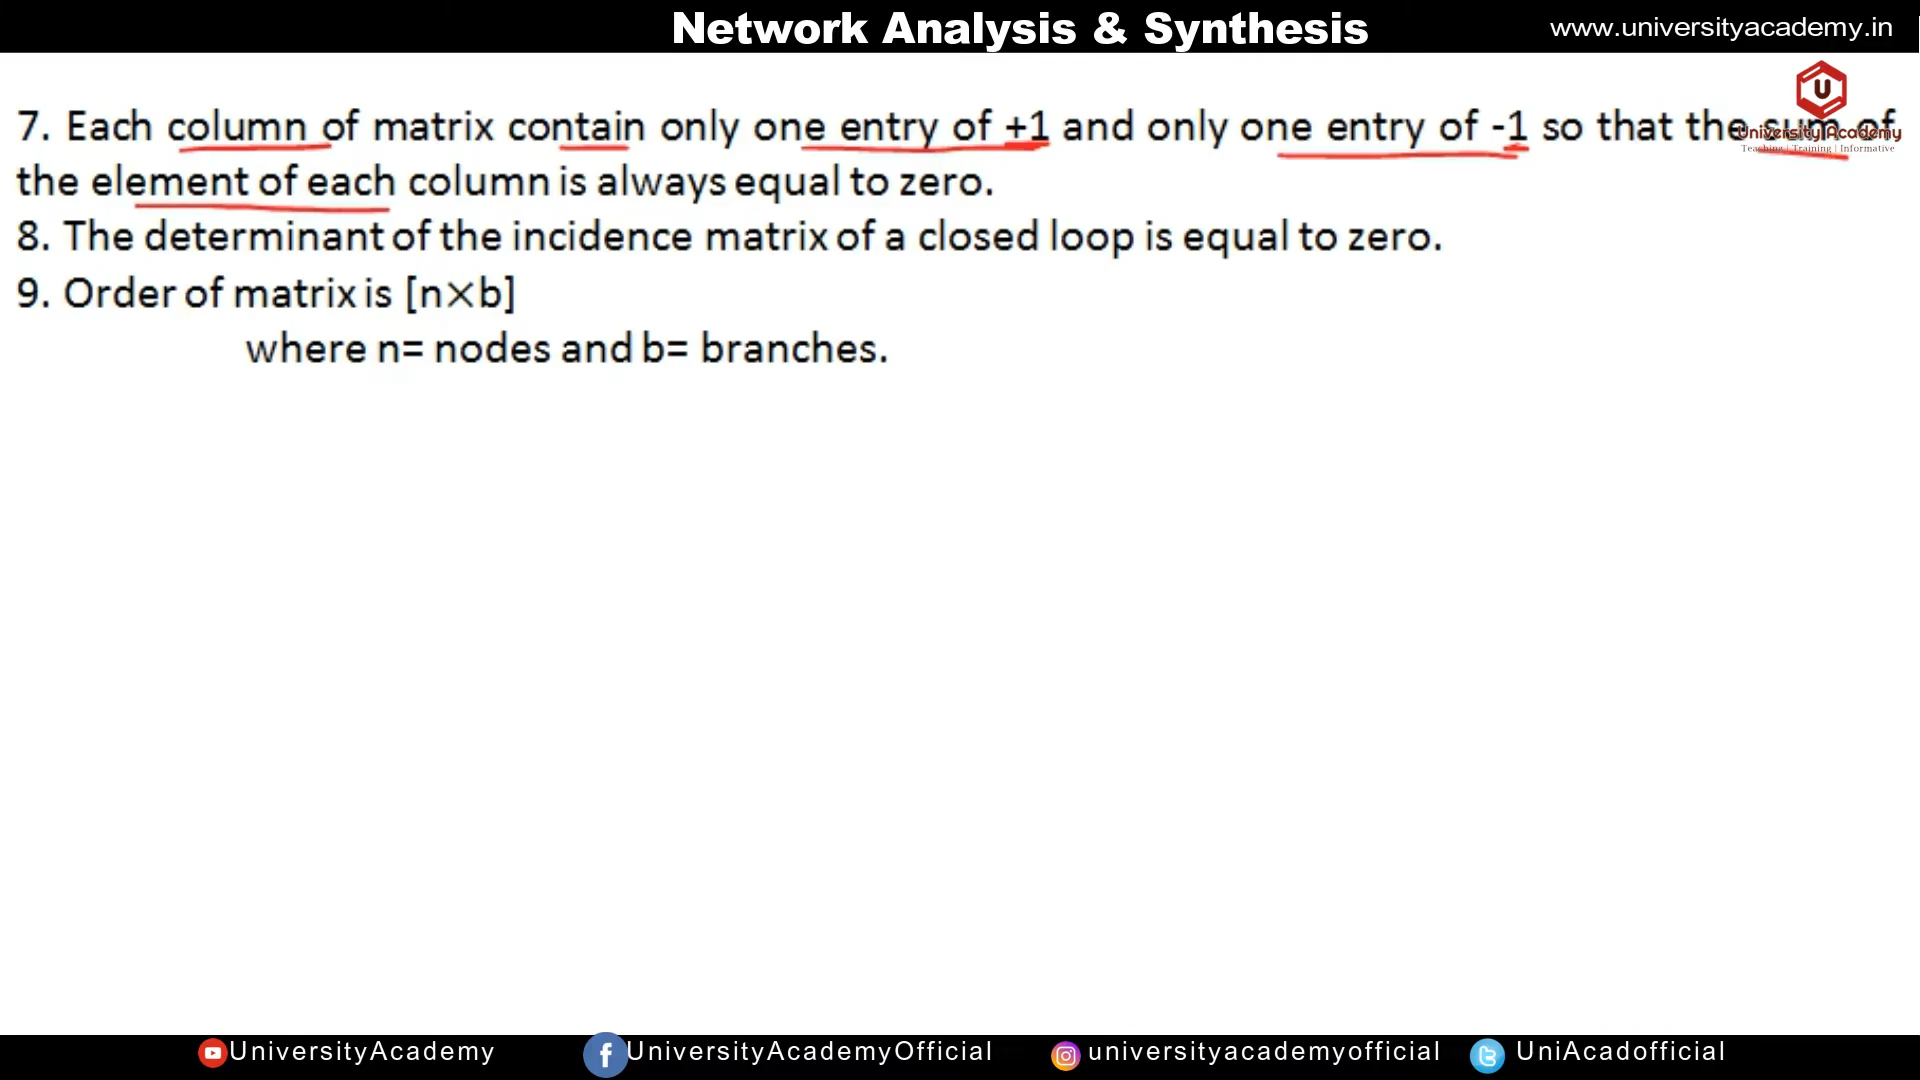 Network Analysis & Synthesis
www.universityacademy.in
7. Each column of matrix contain only one entry of +1 and only one entry of -1 so that the sum of
University Academy
Teaching | Training | Informative
the element of each column is always equal to zero.
8. The determinant of the incidence matrix of a closed loop is equal to zero.
9. Order of matrix is [n×b]
where n= nodes and b= branches.
UniversityAcademy
UniversityAcademyOfficial
universityacademyofficial
UniAcadofficial